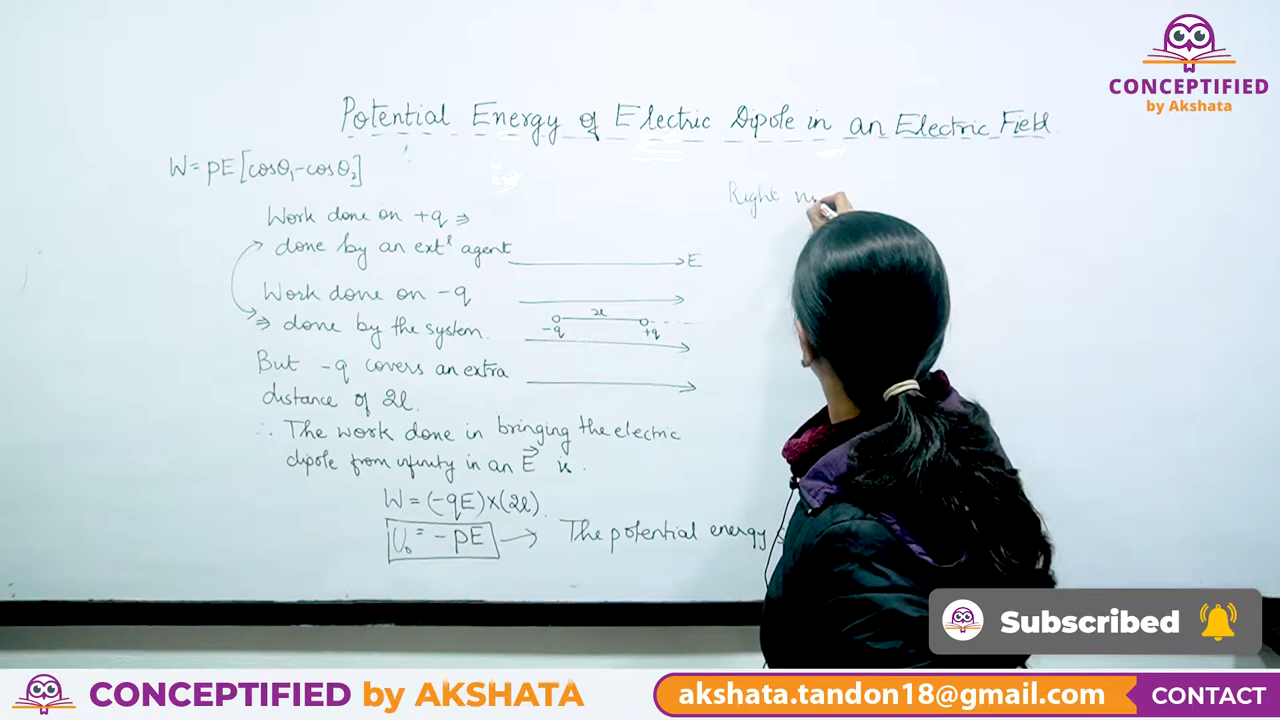 CONCEPTIFIED
by Akshata
Potential Energy of Electric Dipole in an Electric Field.
W = pE[cosθ₁-cosθ₂]
Work done on +q ⇒
done by an extˡ agent
Work done on -q
⇒ done by the system.
But -q covers an extra
distance of 2l.
∴ The work done in bringing the electric
dipole from infinity in an E⃗ is.
W = (-qE)×(2l).
U₀ = - pE → The potential energy
E
2l
-q +q
Right
Subscribed
CONCEPTIFIED by AKSHATA
akshata.tandon18@gmail.com
CONTACT